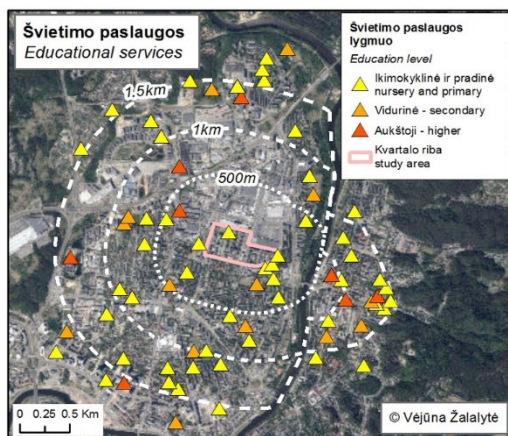 Švietimo paslaugos
Educational services
Švietimo paslaugos
lygmuo
Education level
Ikimokyklinė ir pradinė
nursery and primary
Vidurinė - secondary
Aukštoji - higher
Kvartalo riba
study area
1.5km
1km
500m
0 0.25 0.5 Km
© Vėjūna Žalalytė